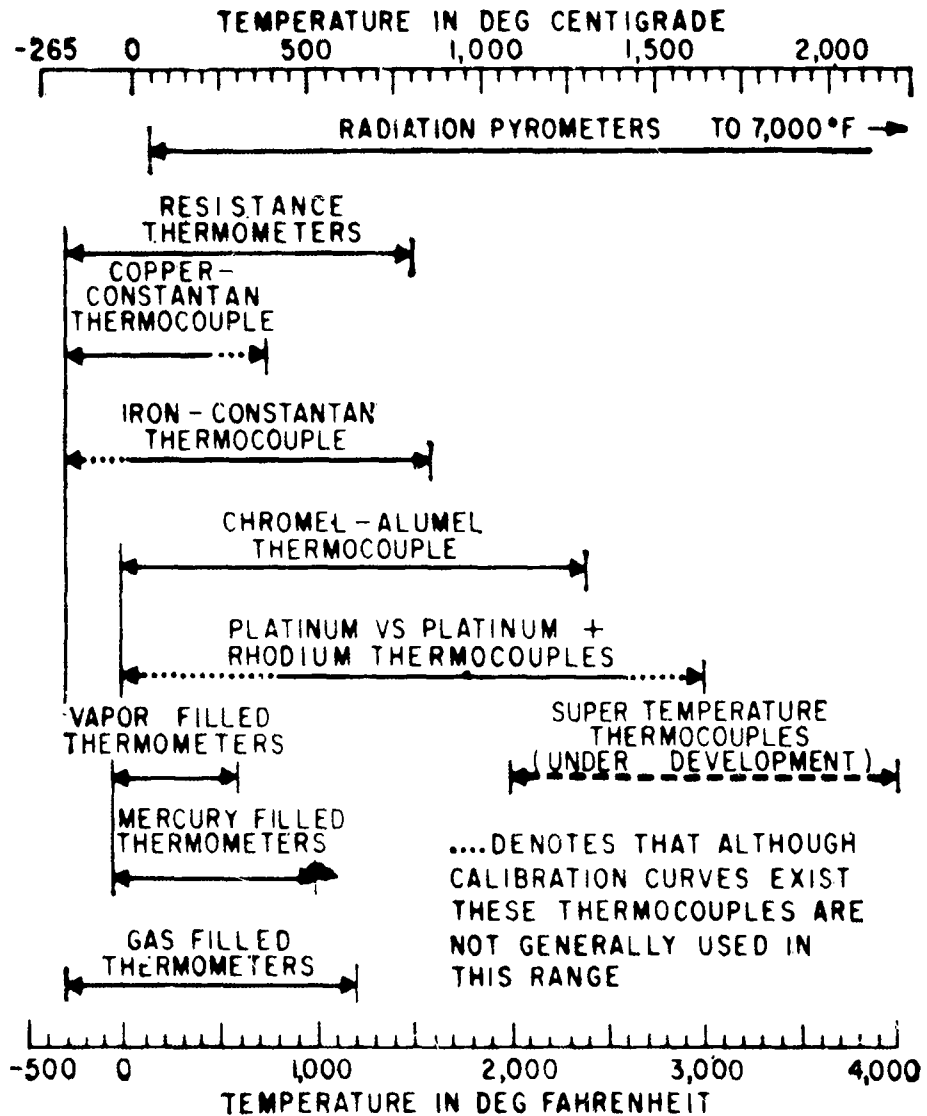 TEMPERATURE IN DEG CENTIGRADE
-265 0 500 1,000 1,500 2,000
RADIATION PYROMETERS TO 7,000°F
RESISTANCE
THERMOMETERS
COPPER-
CONSTANTAN
THERMOCOUPLE
IRON - CONSTANTAN
THERMOCOUPLE
CHROMEL - ALUMEL
THERMOCOUPLE
PLATINUM VS PLATINUM +
RHODIUM THERMOCOUPLES
VAPOR FILLED
THERMOMETERS
SUPER TEMPERATURE
THERMOCOUPLES
(UNDER DEVELOPMENT)
MERCURY FILLED
THERMOMETERS
....DENOTES THAT ALTHOUGH
CALIBRATION CURVES EXIST
THESE THERMOCOUPLES ARE
NOT GENERALLY USED IN
THIS RANGE
GAS FILLED
THERMOMETERS
-500 0 1,000 2,000 3,000 4,000
TEMPERATURE IN DEG FAHRENHEIT